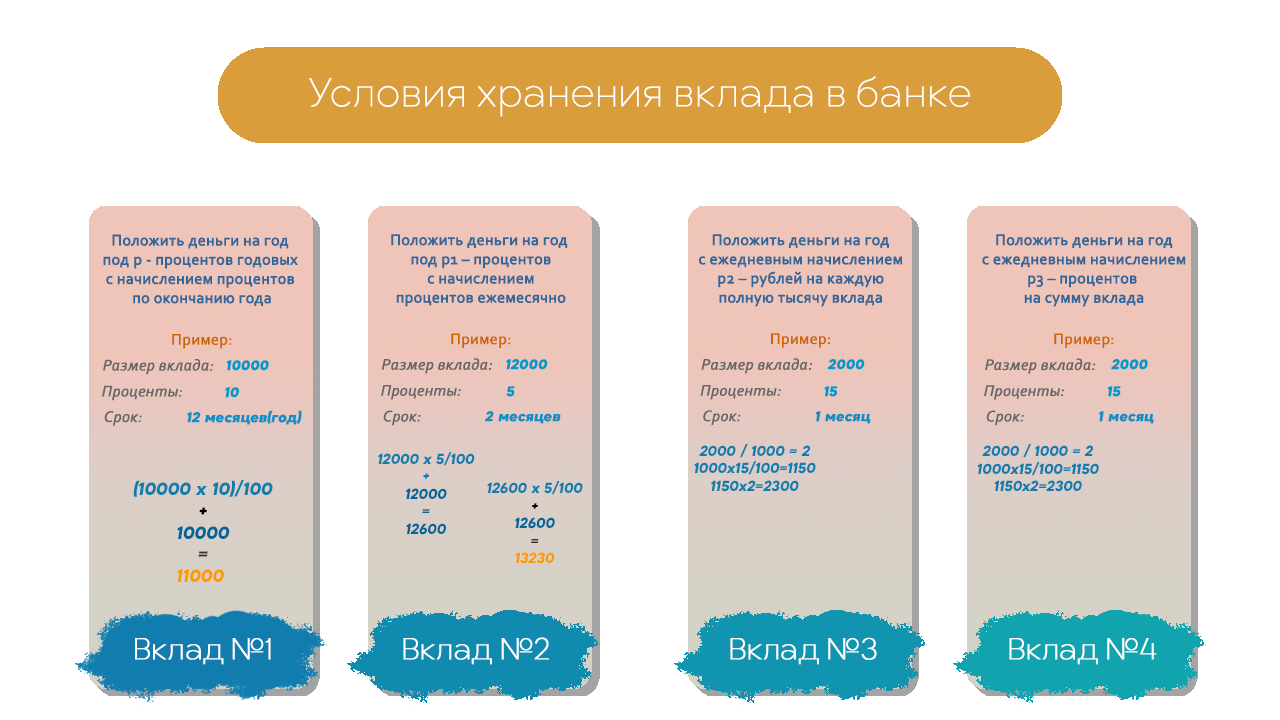 Условия хранения вклада в банке
Положить деньги на год
под р - процентов годовых
с начислением процентов
по окончанию года
Пример:
Размер вклада: 10000
Проценты: 10
Срок: 12 месяцев(год)
(10000 x 10)/100
+
10000
=
11000
Вклад №1
Положить деньги на год
под р1 – процентов
с начислением
процентов ежемесячно
Пример:
Размер вклада: 12000
Проценты: 5
Срок: 2 месяцев
12000 x 5/100
+
12000
=
12600
12600 x 5/100
+
12600
=
13230
Вклад №2
Положить деньги на год
с ежедневным начислением
р2 – рублей на каждую
полную тысячу вклада
Пример:
Размер вклада: 2000
Проценты: 15
Срок: 1 месяц
2000 / 1000 = 2
1000x15/100=1150
1150x2=2300
Вклад №3
Положить деньги на год
с ежедневным начислением
р3 – процентов
на сумму вклада
Пример:
Размер вклада: 2000
Проценты: 15
Срок: 1 месяц
2000 / 1000 = 2
1000x15/100=1150
1150x2=2300
Вклад №4